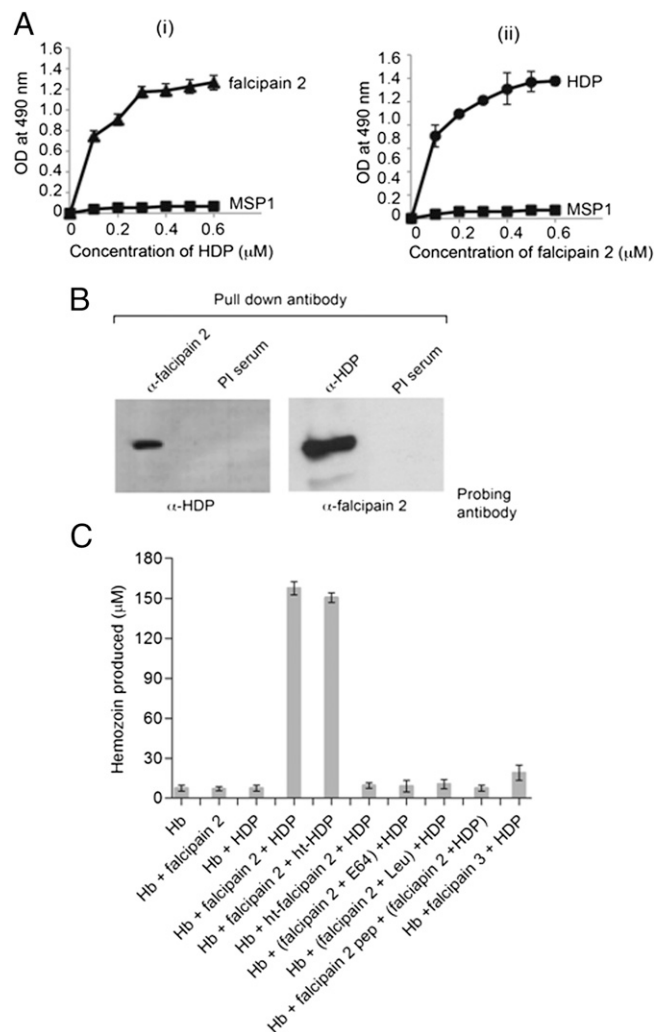 A
(i)
OD at 490 nm
1.6
1.4
1.2
1.0
0.8
0.6
0.4
0.2
0
falcipain 2
MSP1
0 0.2 0.4 0.6
Concentration of HDP (μM)
(ii)
OD at 490 nm
1.6
1.4
1.2
1.0
0.8
0.6
0.4
0.2
0
HDP
MSP1
0 0.2 0.4 0.6
Concentration of falcipain 2 (μM)
B
Pull down antibody
α-falcipain 2
PI serum
α-HDP
PI serum
α-HDP
α-falcipain 2
Probing
antibody
C
Hemozoin produced (μM)
180
150
120
90
60
30
0
Hb
Hb + falcipain 2
Hb + HDP
Hb + falcipain 2 + HDP
Hb + falcipain 2 + ht-HDP
Hb + ht-falcipain 2 + HDP
Hb + (falcipain 2 + E64) +HDP
Hb + (falcipain 2 + Leu) + HDP
Hb + falcipain 2 pep + (falciapin 2 +HDP)
Hb +falcipain 3 + HDP